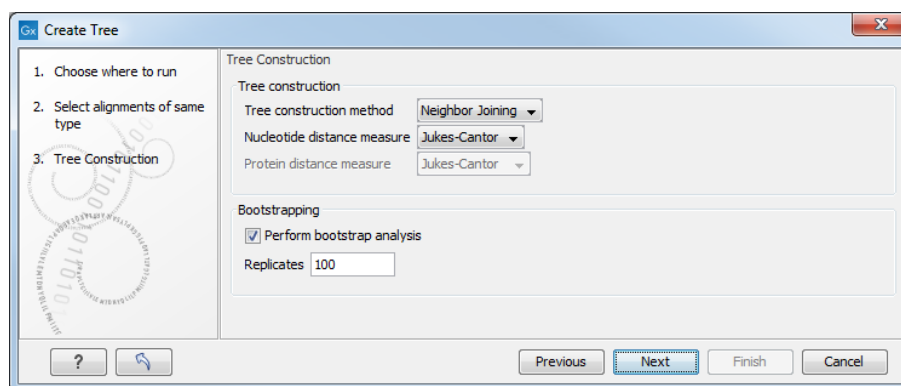 Gx Create Tree
X
1. Choose where to run
2. Select alignments of same
type
3. Tree Construction
Tree Construction
Tree construction
Tree construction method Neighbor Joining
Nucleotide distance measure Jukes-Cantor
Protein distance measure Jukes-Cantor
Bootstrapping
Perform bootstrap analysis
Replicates 100
? Previous Next Finish Cancel